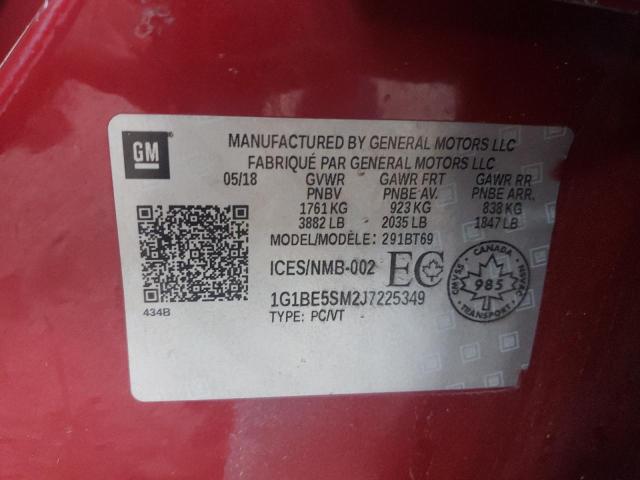 GM
MANUFACTURED BY GENERAL MOTORS LLC
FABRIQUÉ PAR GENERAL MOTORS LLC
05/18 GVWR GAWR FRT GAWR RR
PNBV PNBE AV. PNBE ARR.
1761 KG 923 KG 838 KG
3882 LB 2035 LB 1847 LB
MODEL/MODÈLE: 291BT69
ICES/NMB-002 EC
1G1BE5SM2J7225349
434B TYPE: PC/VT
CANADA
CMVSS 985 NSVAC
TRANSPORT